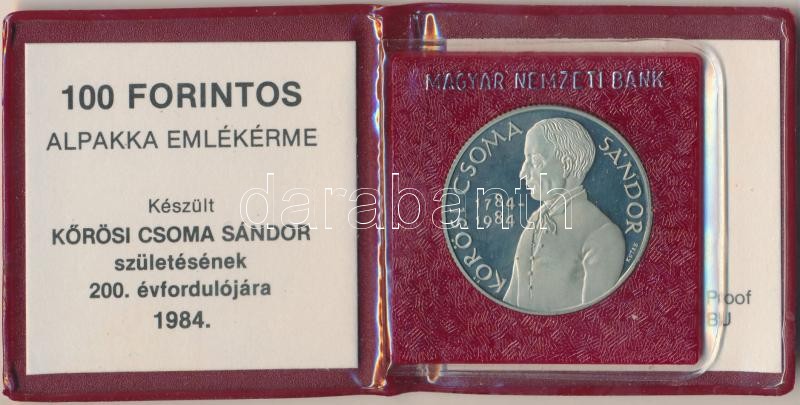 100 FORINTOS
ALPAKKA EMLÉKÉRME
Készült
KŐRÖSI CSOMA SÁNDOR
születésének
200. évfordulójára
1984.
MAGYAR NEMZETI BANK
KŐRÖSI CSOMA SÁNDOR
1784-
1984
Proof
BU
darabanth